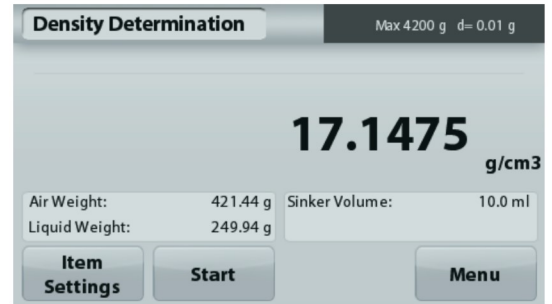 Density Determination
Max 4200 g d= 0.01 g
17.1475
g/cm3
Air Weight: 421.44 g
Liquid Weight: 249.94 g
Sinker Volume: 10.0 ml
Item
Settings
Start
Menu